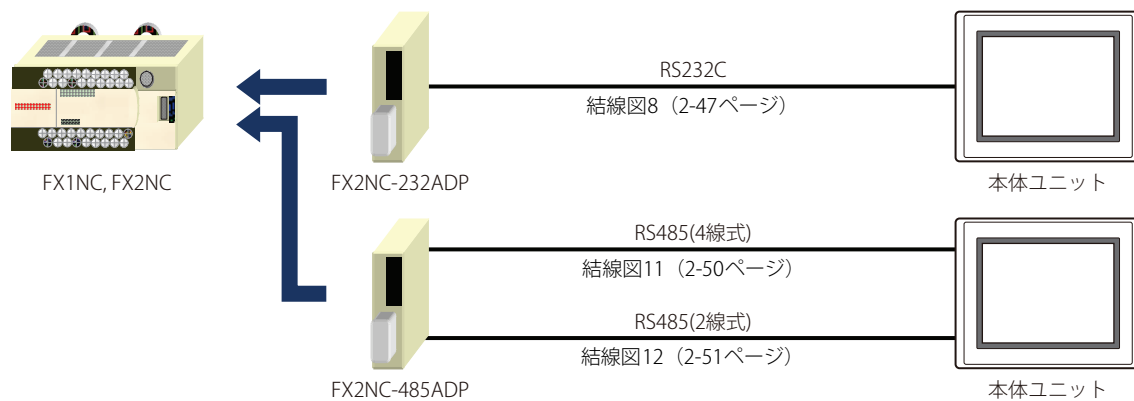 RS232C
結線図8（2-47ページ）
FX1NC, FX2NC
FX2NC-232ADP
本体ユニット
RS485(4線式)
結線図11（2-50ページ）
RS485(2線式)
結線図12（2-51ページ）
FX2NC-485ADP
本体ユニット